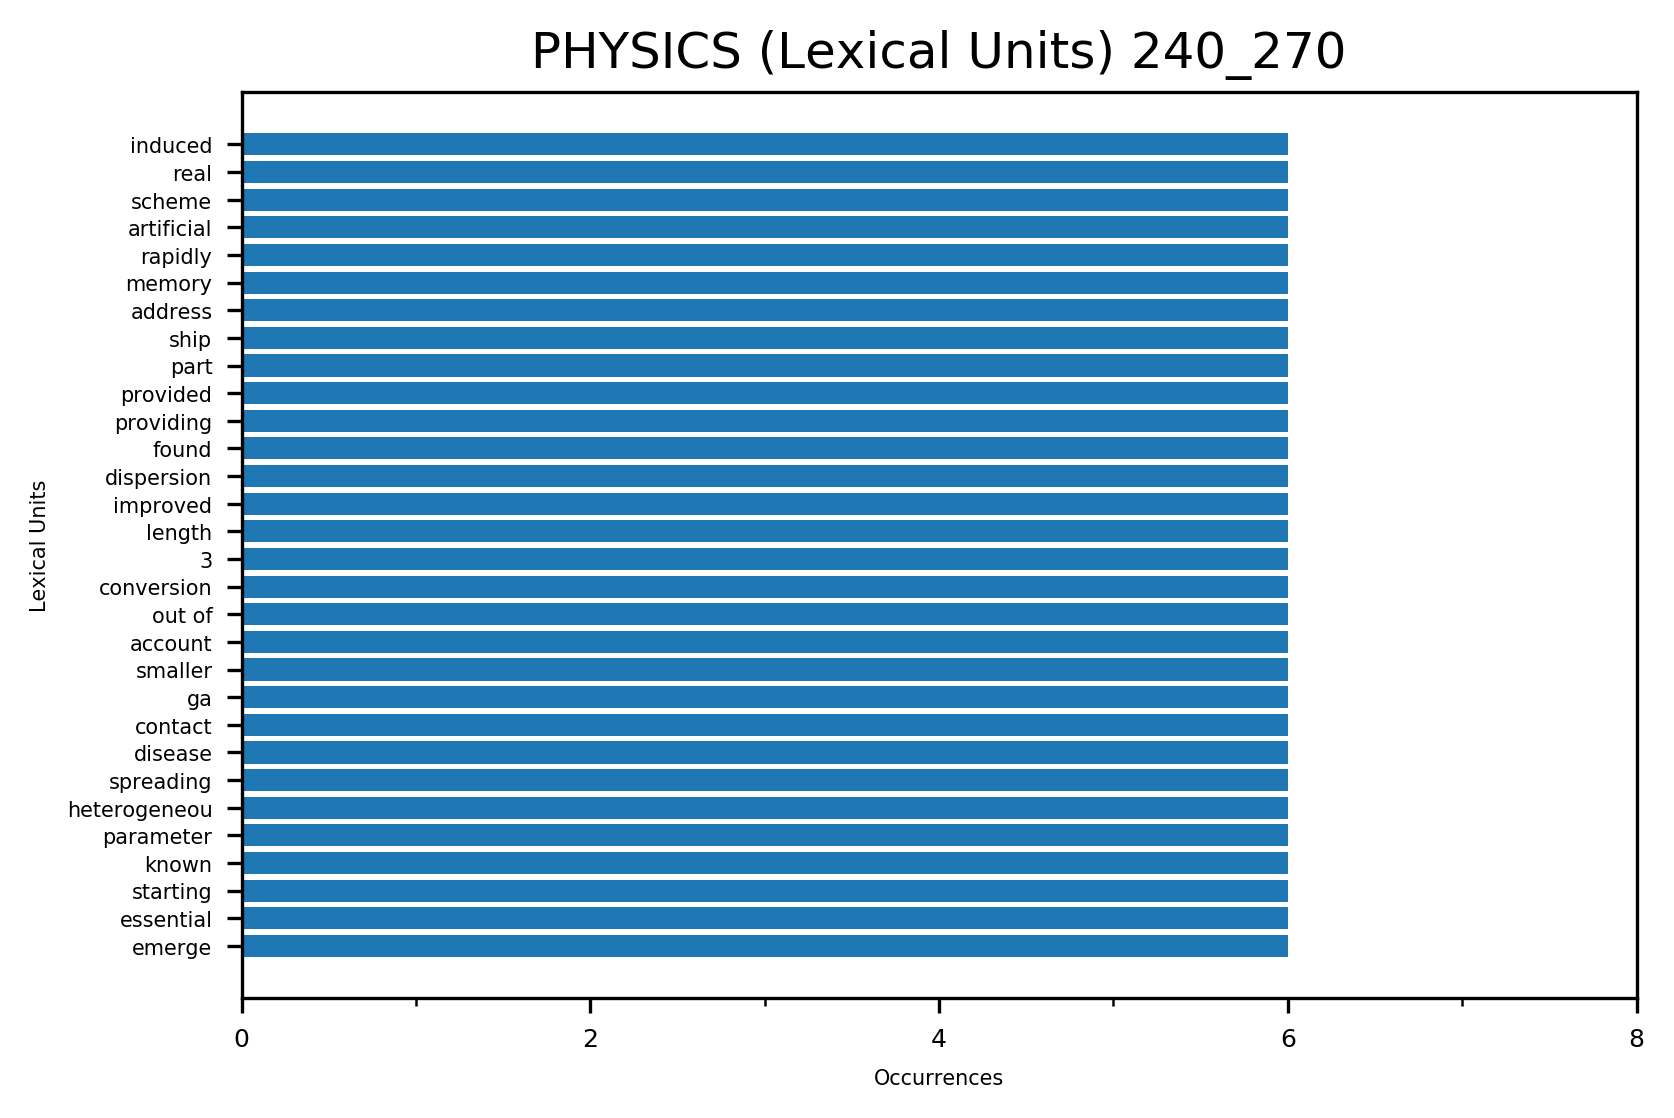 PHYSICS (Lexical Units) 240_270
Lexical Units
induced
real
scheme
artificial
rapidly
memory
address
ship
part
provided
providing
found
dispersion
improved
length
3
conversion
out of
account
smaller
ga
contact
disease
spreading
heterogeneou
parameter
known
starting
essential
emerge
0 2 4 6 8
Occurrences